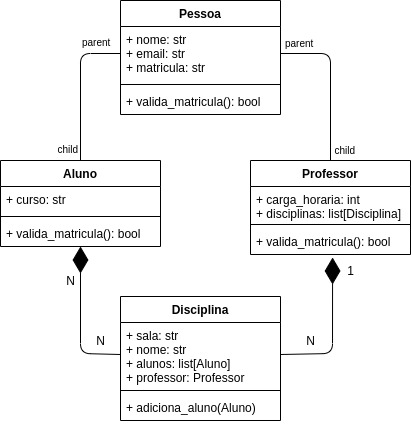 Pessoa
+ nome: str
+ email: str
+ matricula: str
+ valida_matricula(): bool
parent
parent
child
child
Aluno
+ curso: str
+ valida_matricula(): bool
Professor
+ carga_horaria: int
+ disciplinas: list[Disciplina]
+ valida_matricula(): bool
N
1
N
N
Disciplina
+ sala: str
+ nome: str
+ alunos: list[Aluno]
+ professor: Professor
+ adiciona_aluno(Aluno)